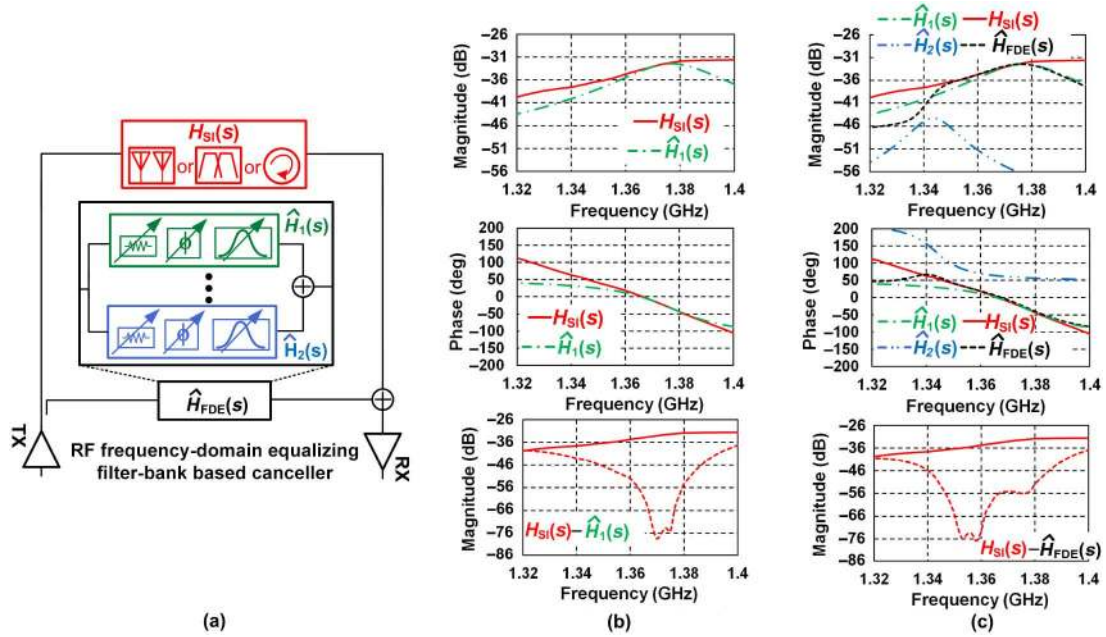 H_SI(s)
or or
Ĥ_1(s)
ϕ
Ĥ_2(s)
ϕ
Ĥ_FDE(s)
TX
RX
RF frequency-domain equalizing
filter-bank based canceller
(a)
Magnitude (dB)
−26
−31
−36
−41
−46
−51
−56
H_SI(s)
Ĥ_1(s)
1.32 1.34 1.36 1.38 1.4
Frequency (GHz)
Phase (deg)
200
150
100
50
0
−50
−100
−150
−200
H_SI(s)
Ĥ_1(s)
1.32 1.34 1.36 1.38 1.4
Frequency (GHz)
Magnitude (dB)
−26
−36
−46
−56
−66
−76
−86
H_SI(s)−Ĥ_1(s)
1.32 1.34 1.36 1.38 1.4
Frequency (GHz)
(b)
Ĥ_1(s) H_SI(s)
Ĥ_2(s) Ĥ_FDE(s)
Magnitude (dB)
−26
−31
−36
−41
−46
−51
−56
1.32 1.34 1.36 1.38 1.4
Frequency (GHz)
Phase (deg)
200
150
100
50
0
−50
−100
−150
−200
Ĥ_1(s) H_SI(s)
Ĥ_2(s) Ĥ_FDE(s)
1.32 1.34 1.36 1.38 1.4
Frequency (GHz)
Magnitude (dB)
−26
−36
−46
−56
−66
−76
−86
H_SI(s)−Ĥ_FDE(s)
1.32 1.34 1.36 1.38 1.4
Frequency (GHz)
(c)